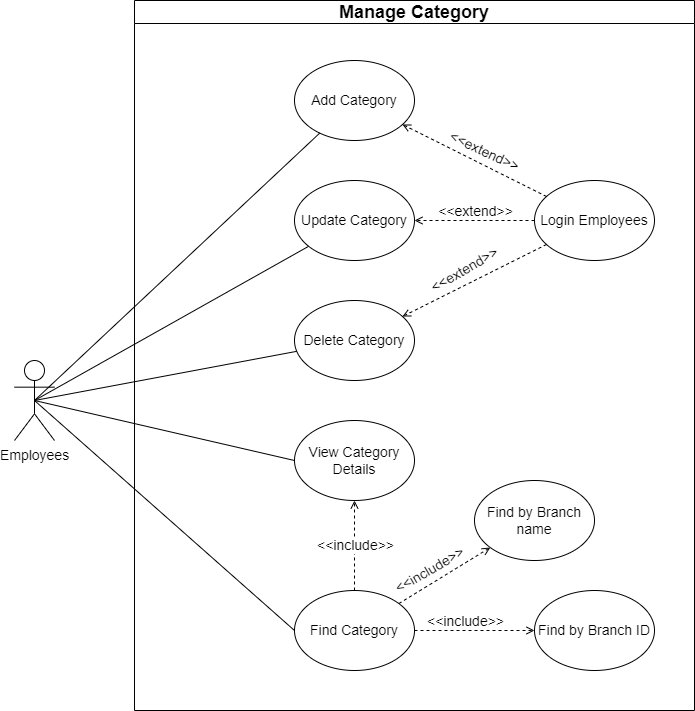 Manage Category
Add Category
<<extend>>
Update Category
<<extend>>
Login Employees
<<extend>>
Delete Category
Employees
View Category
Details
Find by Branch
name
<<include>>
<<include>>
Find Category
<<include>>
Find by Branch ID